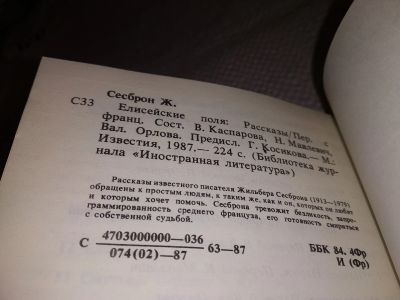 Сесброн Ж.
С33 Елисейские поля: Рассказы/Пер. с
франц. Сост. В. Каспарова, Н. Мавлевич,
Вал. Орлова. Предисл. Г. Косикова.— М.:
Известия, 1987.— 224 с. (Библиотека жур-
нала «Иностранная литература»)
Рассказы известного писателя Жильбера Сесброна (1913—1979)
обращены к простым людям, к таким же, как и он, которых он любит
и которым хочет помочь. Сесброна тревожит безликость, запро-
граммированность среднего француза, его готовность смириться
с собственной судьбой.
С 4703000000—036
074(02)—87 63—87
ББК 84. 4Фр
И (Фр)